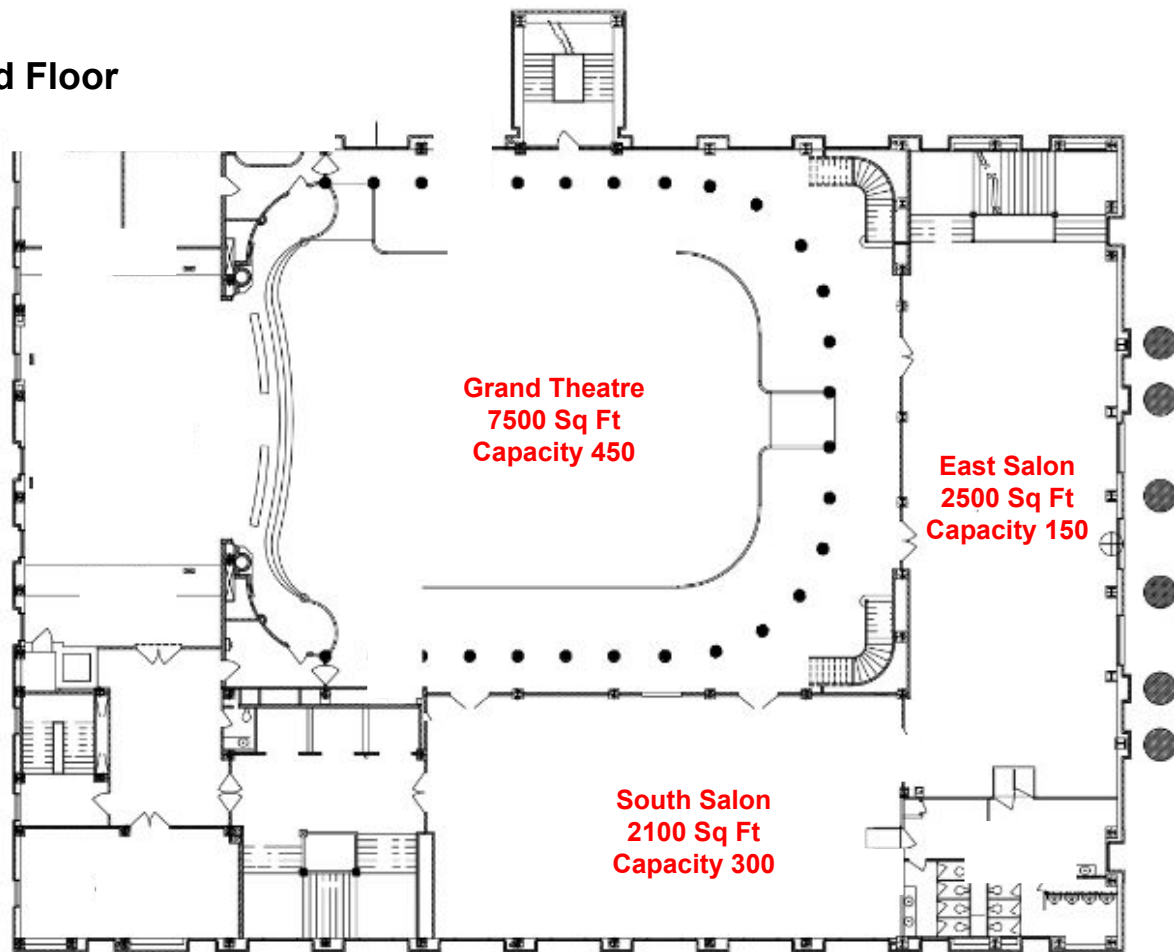 Floor
Grand Theatre
7500 Sq Ft
Capacity 450
East Salon
2500 Sq Ft
Capacity 150
South Salon
2100 Sq Ft
Capacity 300